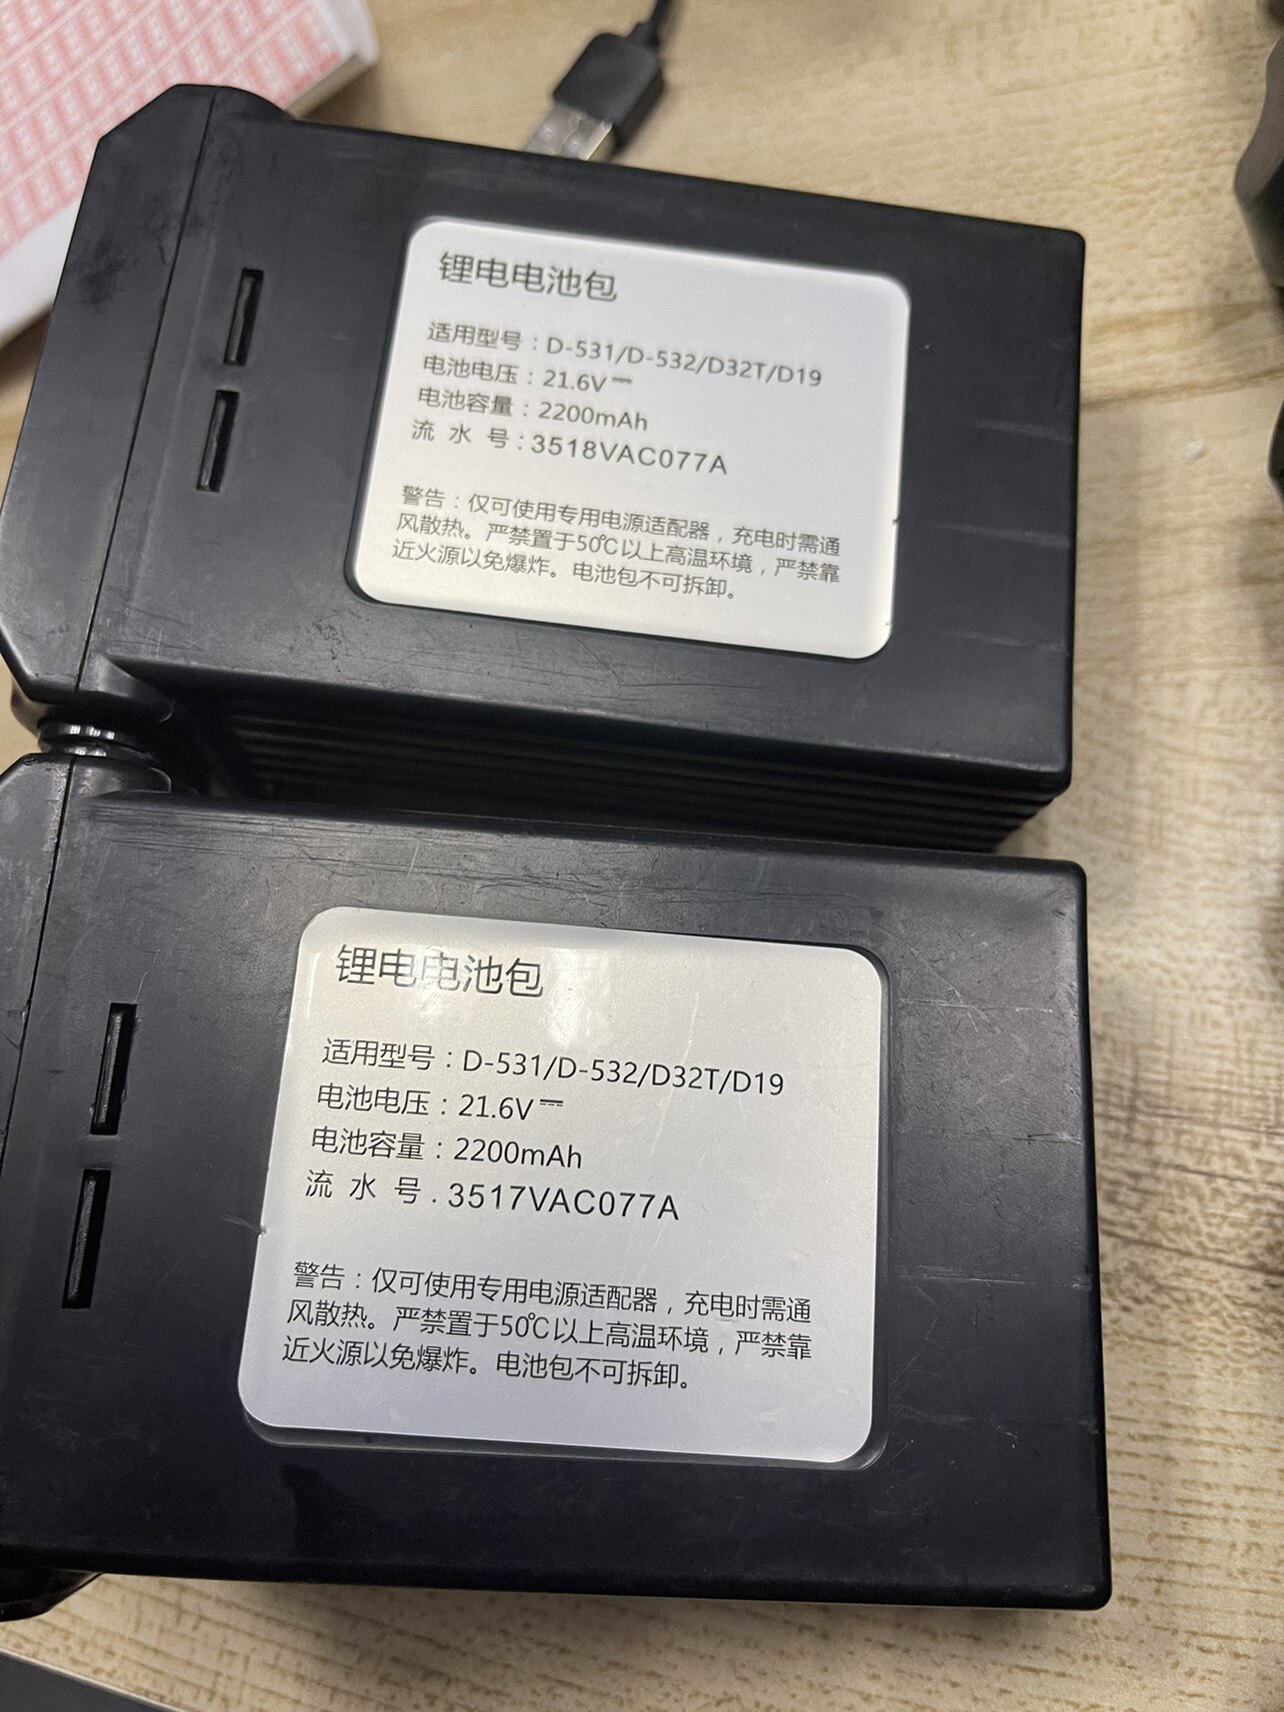 锂电电池包
适用型号：D-531/D-532/D32T/D19
电池电压：21.6V⎓
电池容量：2200mAh
流 水 号：3518VAC077A
警告：仅可使用专用电源适配器，充电时需通
风散热。严禁置于50℃以上高温环境，严禁靠
近火源以免爆炸。电池包不可拆卸。
锂电电池包
适用型号：D-531/D-532/D32T/D19
电池电压：21.6V⎓
电池容量：2200mAh
流 水 号：3517VAC077A
警告：仅可使用专用电源适配器，充电时需通
风散热。严禁置于50℃以上高温环境，严禁靠
近火源以免爆炸。电池包不可拆卸。